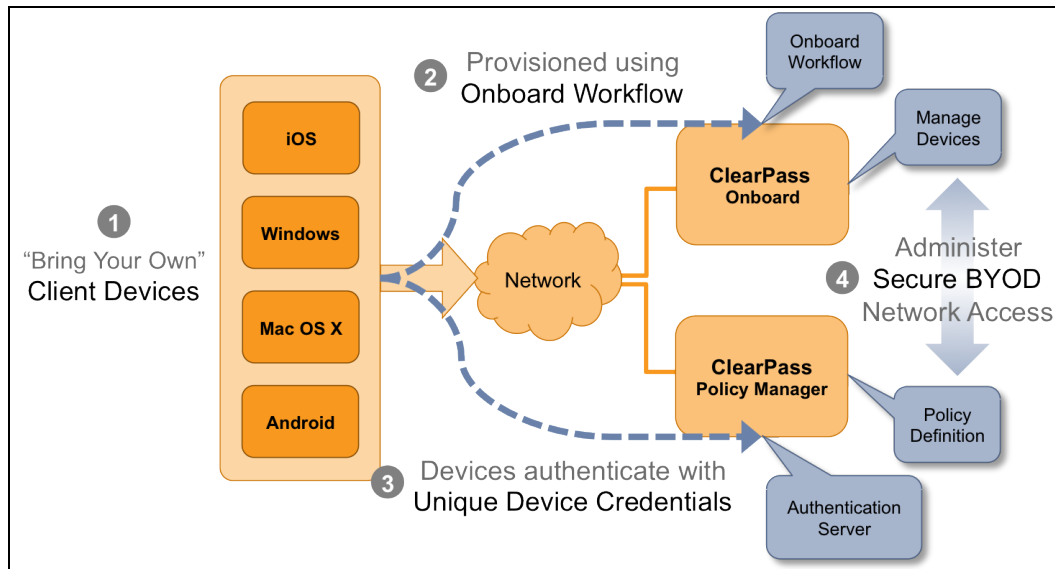 1
“Bring Your Own”
Client Devices
iOS
Windows
Mac OS X
Android
2
Provisioned using
Onboard Workflow
Network
3
Devices authenticate with
Unique Device Credentials
ClearPass
Onboard
ClearPass
Policy Manager
Onboard
Workflow
Manage
Devices
4
Administer
Secure BYOD
Network Access
Policy
Definition
Authentication
Server